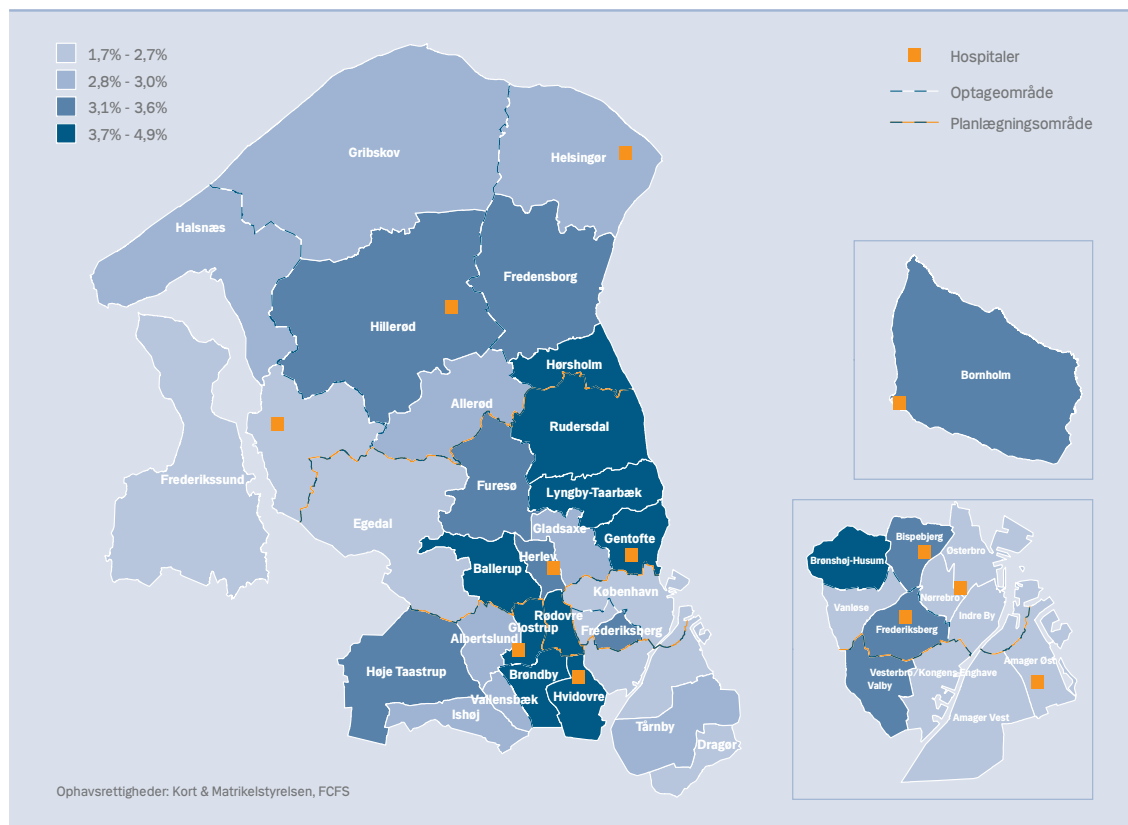 1,7% - 2,7%
2,8% - 3,0%
3,1% - 3,6%
3,7% - 4,9%
Hospitaler
Optageområde
Planlægningsområde
Gribskov
Helsingør
Halsnæs
Fredensborg
Hillerød
Hørsholm
Allerød
Rudersdal
Frederikssund
Furesø
Lyngby-Taarbæk
Egedal
Gladsaxe
Gentofte
Herlev
Ballerup
København
Rødovre
Glostrup
Frederiksberg
Albertslund
Høje Taastrup
Brøndby
Vallensbæk
Hvidovre
Ishøj
Tårnby
Dragør
Bornholm
Bispebjerg
Østerbro
Brønshøj-Husum
Nørrebro
Vanløse
Indre By
Frederiksberg
Amager Øst
Vesterbro/Kongens Enghave
Valby
Amager Vest
Ophavsrettigheder: Kort & Matrikelstyrelsen, FCFS